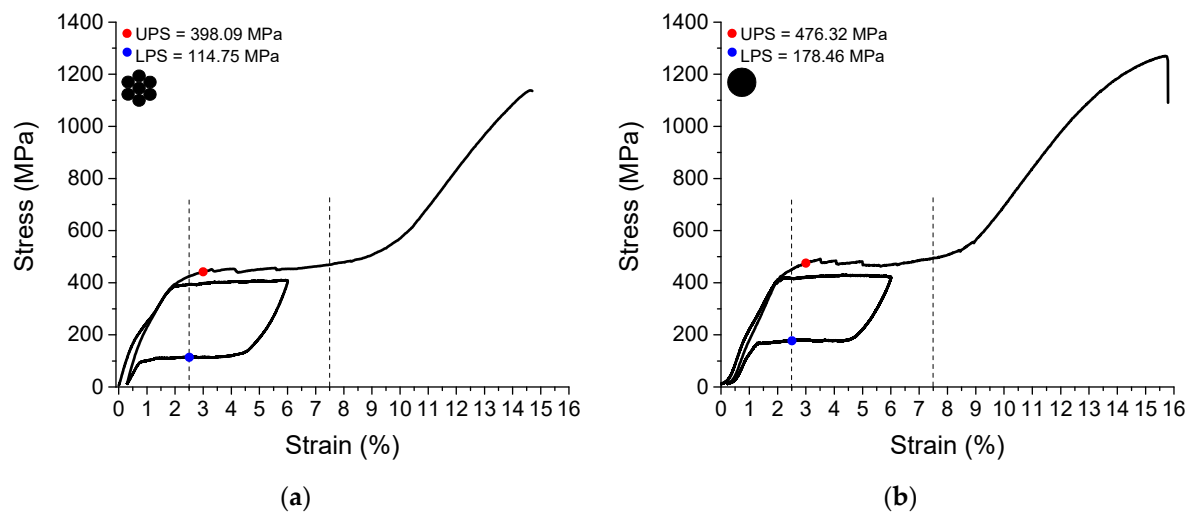 1400
1200
1000
800
600
400
200
0
Stress (MPa)
UPS = 398.09 MPa
LPS = 114.75 MPa
0 1 2 3 4 5 6 7 8 9 10 11 12 13 14 15 16
Strain (%)
(a)
1400
1200
1000
800
600
400
200
0
Stress (MPa)
UPS = 476.32 MPa
LPS = 178.46 MPa
0 1 2 3 4 5 6 7 8 9 10 11 12 13 14 15 16
Strain (%)
(b)